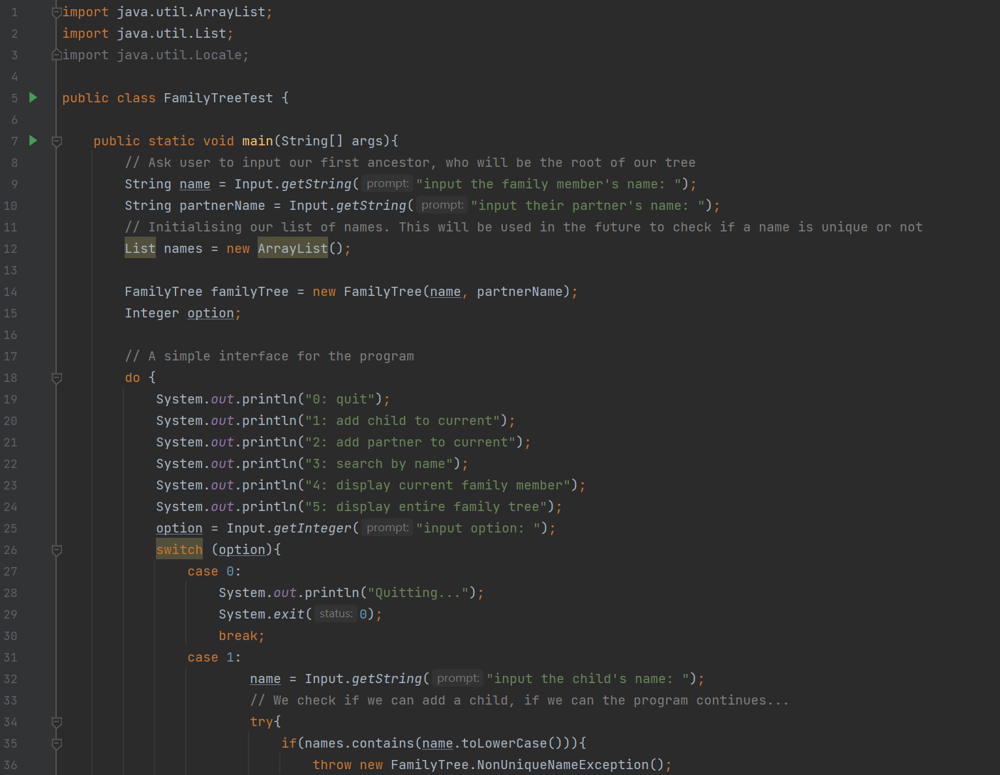 1 import java.util.ArrayList;
2 import java.util.List;
3 import java.util.Locale;
4
5 public class FamilyTreeTest {
6
7     public static void main(String[] args){
8         // Ask user to input our first ancestor, who will be the root of our tree
9         String name = Input.getString( prompt: "input the family member's name: ");
10         String partnerName = Input.getString( prompt: "input their partner's name: ");
11         // Initialising our list of names. This will be used in the future to check if a name is unique or not
12         List names = new ArrayList();
13
14         FamilyTree familyTree = new FamilyTree(name, partnerName);
15         Integer option;
16
17         // A simple interface for the program
18         do {
19             System.out.println("0: quit");
20             System.out.println("1: add child to current");
21             System.out.println("2: add partner to current");
22             System.out.println("3: search by name");
23             System.out.println("4: display current family member");
24             System.out.println("5: display entire family tree");
25             option = Input.getInteger( prompt: "input option: ");
26             switch (option){
27                 case 0:
28                     System.out.println("Quitting...");
29                     System.exit( status: 0);
30                     break;
31                 case 1:
32                         name = Input.getString( prompt: "input the child's name: ");
33                         // We check if we can add a child, if we can the program continues...
34                         try{
35                             if(names.contains(name.toLowerCase())){
36                                 throw new FamilyTree.NonUniqueNameException();